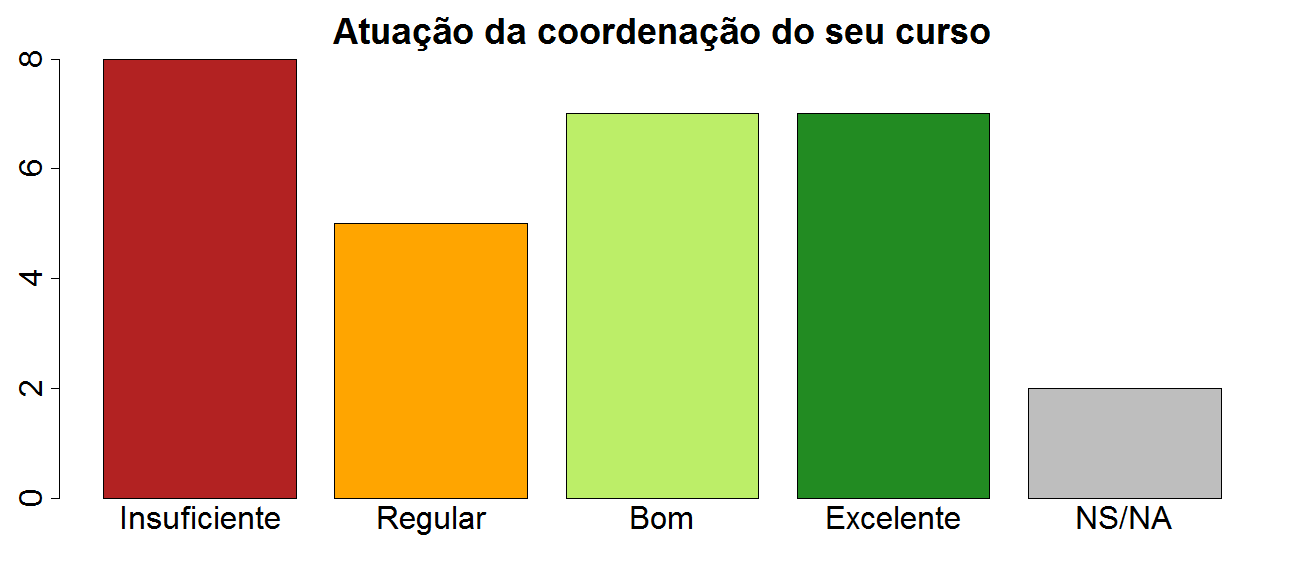 Atuação da coordenação do seu curso
8
6
4
2
0
Insuficiente Regular Bom Excelente NS/NA